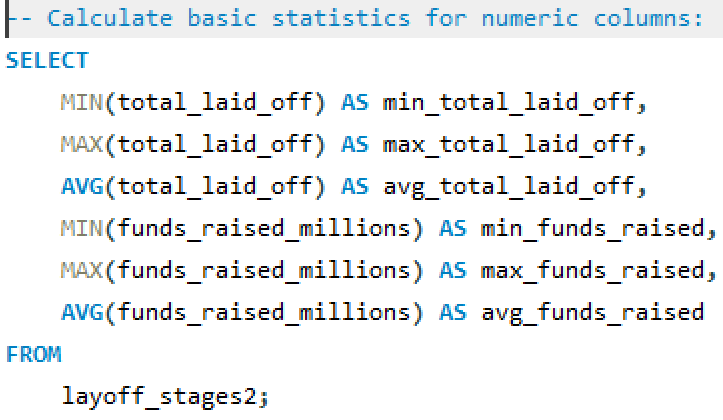 -- Calculate basic statistics for numeric columns:
SELECT
MIN(total_laid_off) AS min_total_laid_off,
MAX(total_laid_off) AS max_total_laid_off,
AVG(total_laid_off) AS avg_total_laid_off,
MIN(funds_raised_millions) AS min_funds_raised,
MAX(funds_raised_millions) AS max_funds_raised,
AVG(funds_raised_millions) AS avg_funds_raised
FROM
layoff_stages2;